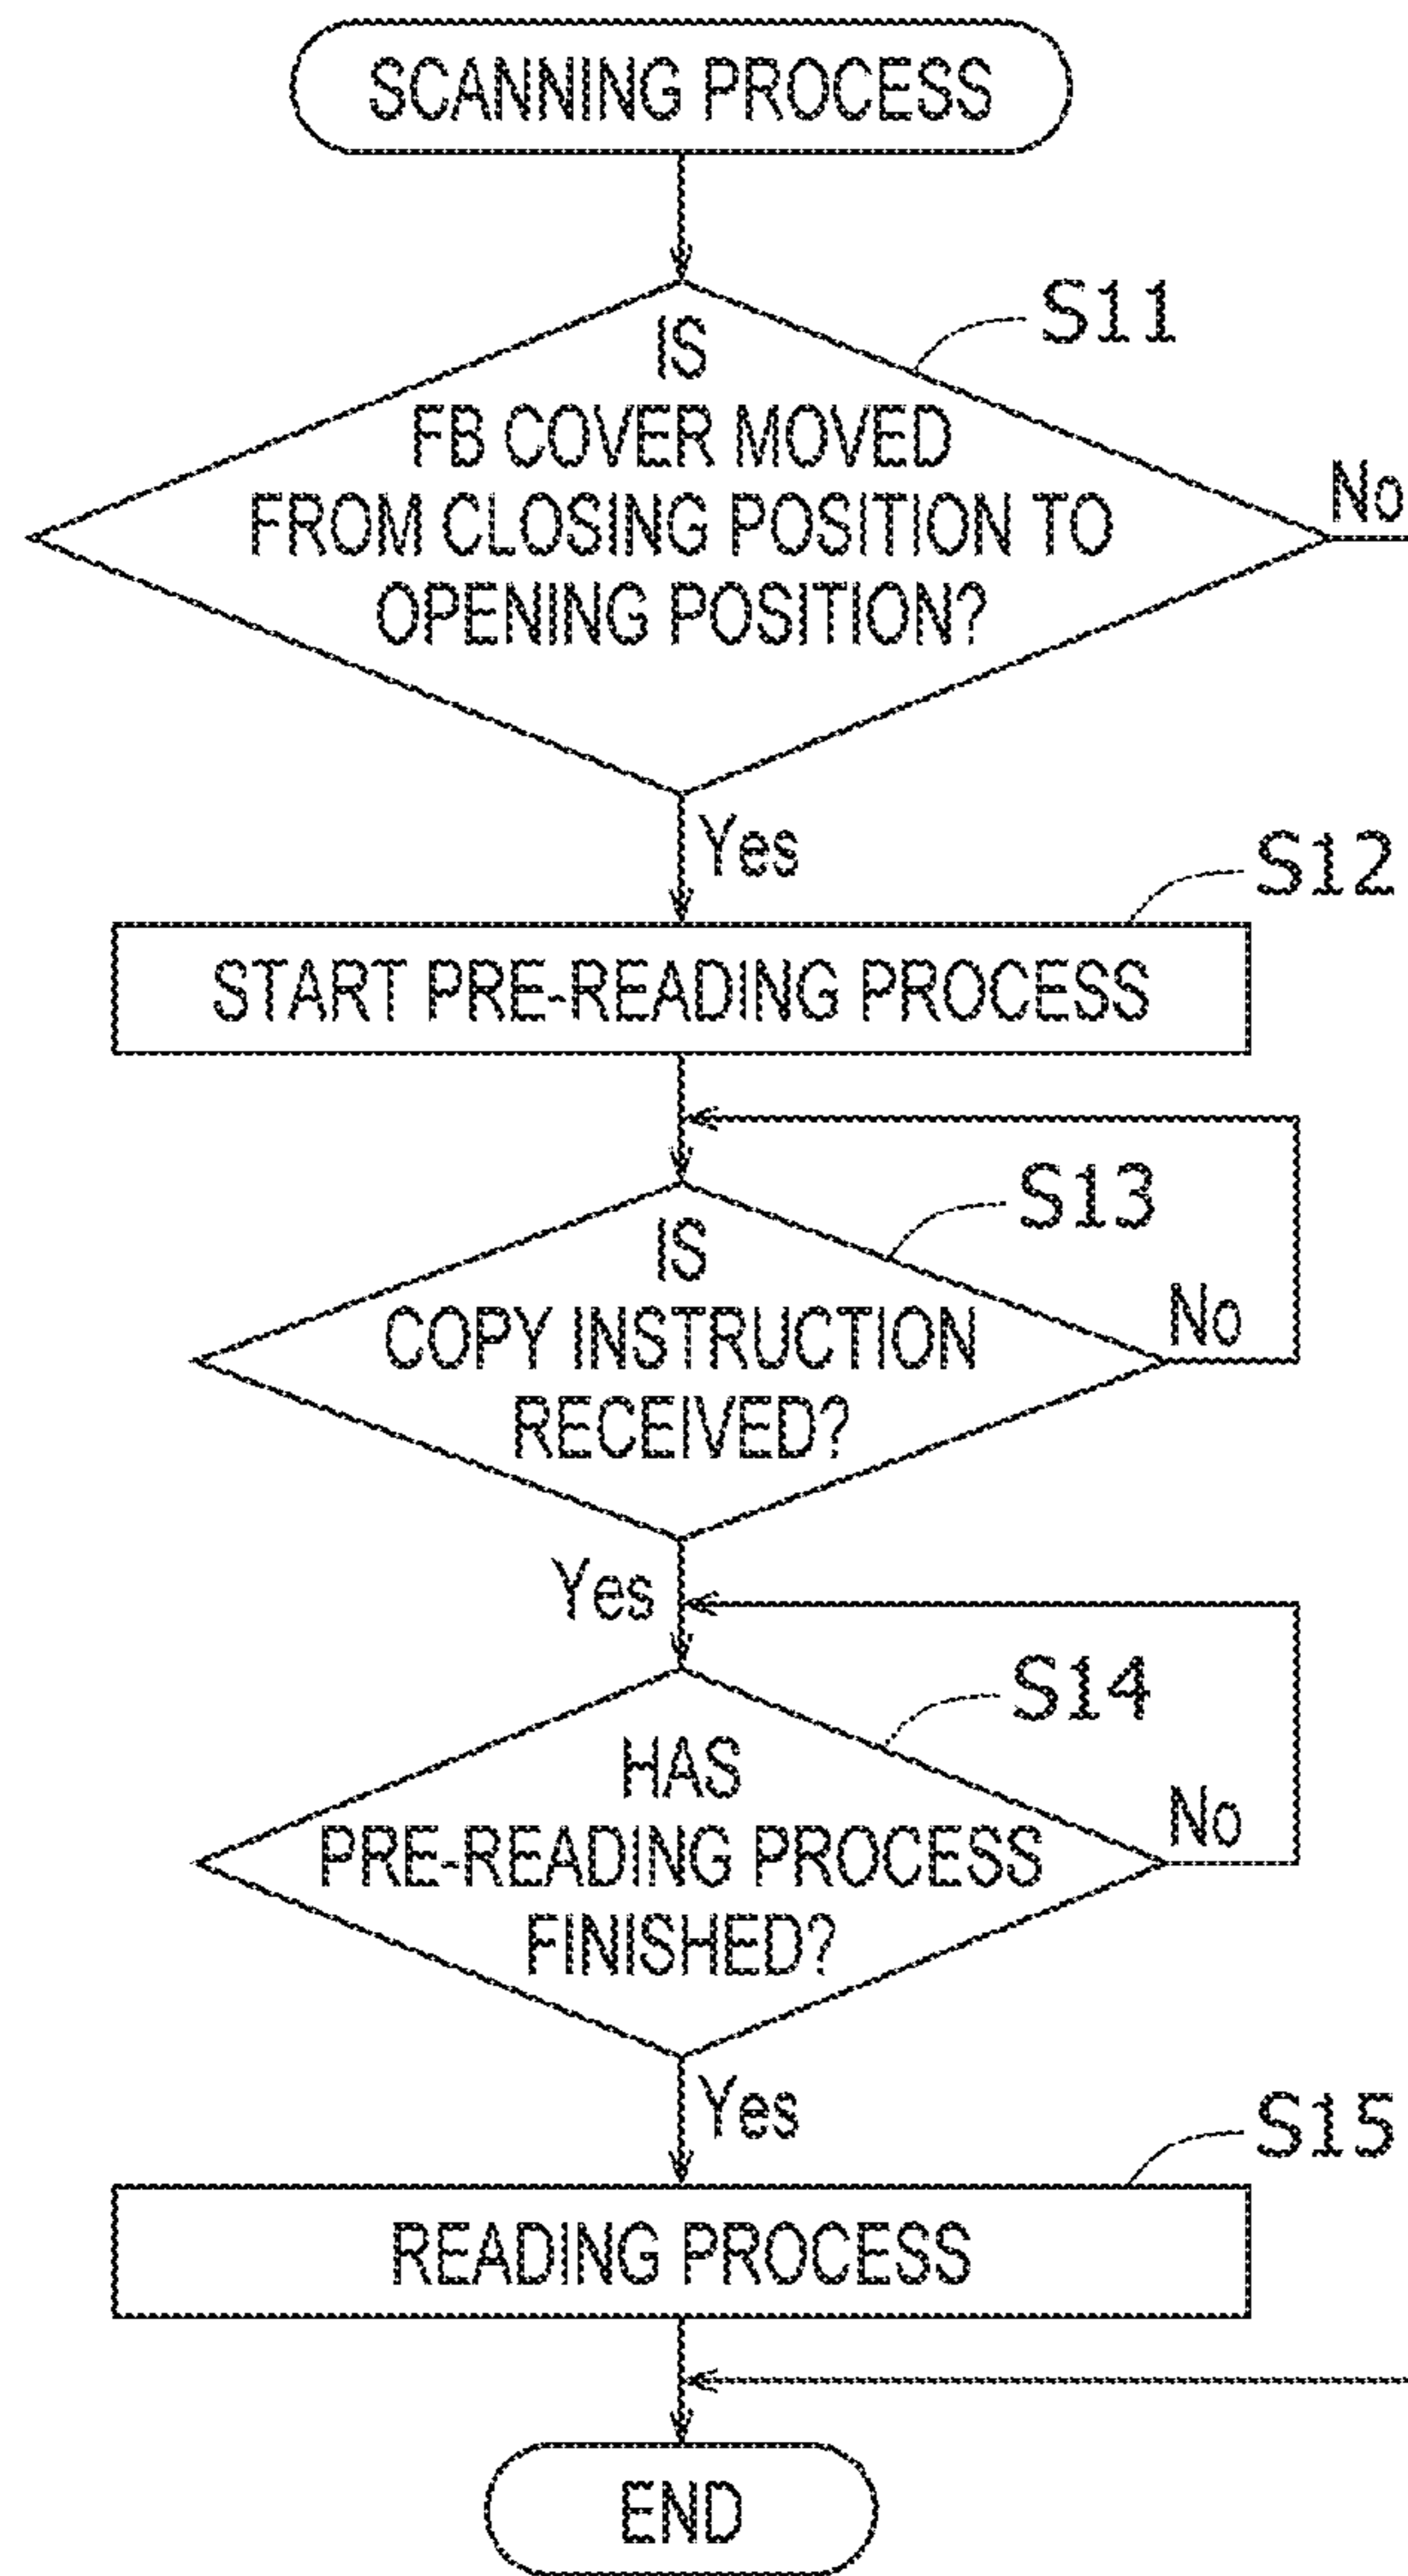 SCANNING PROCESS
S11
IS
FB COVER MOVED
FROM CLOSING POSITION TO
OPENING POSITION?
No
Yes
S12
START PRE-READING PROCESS
S13
IS
COPY INSTRUCTION
RECEIVED?
No
Yes
S14
HAS
PRE-READING PROCESS
FINISHED?
No
Yes
S15
READING PROCESS
END